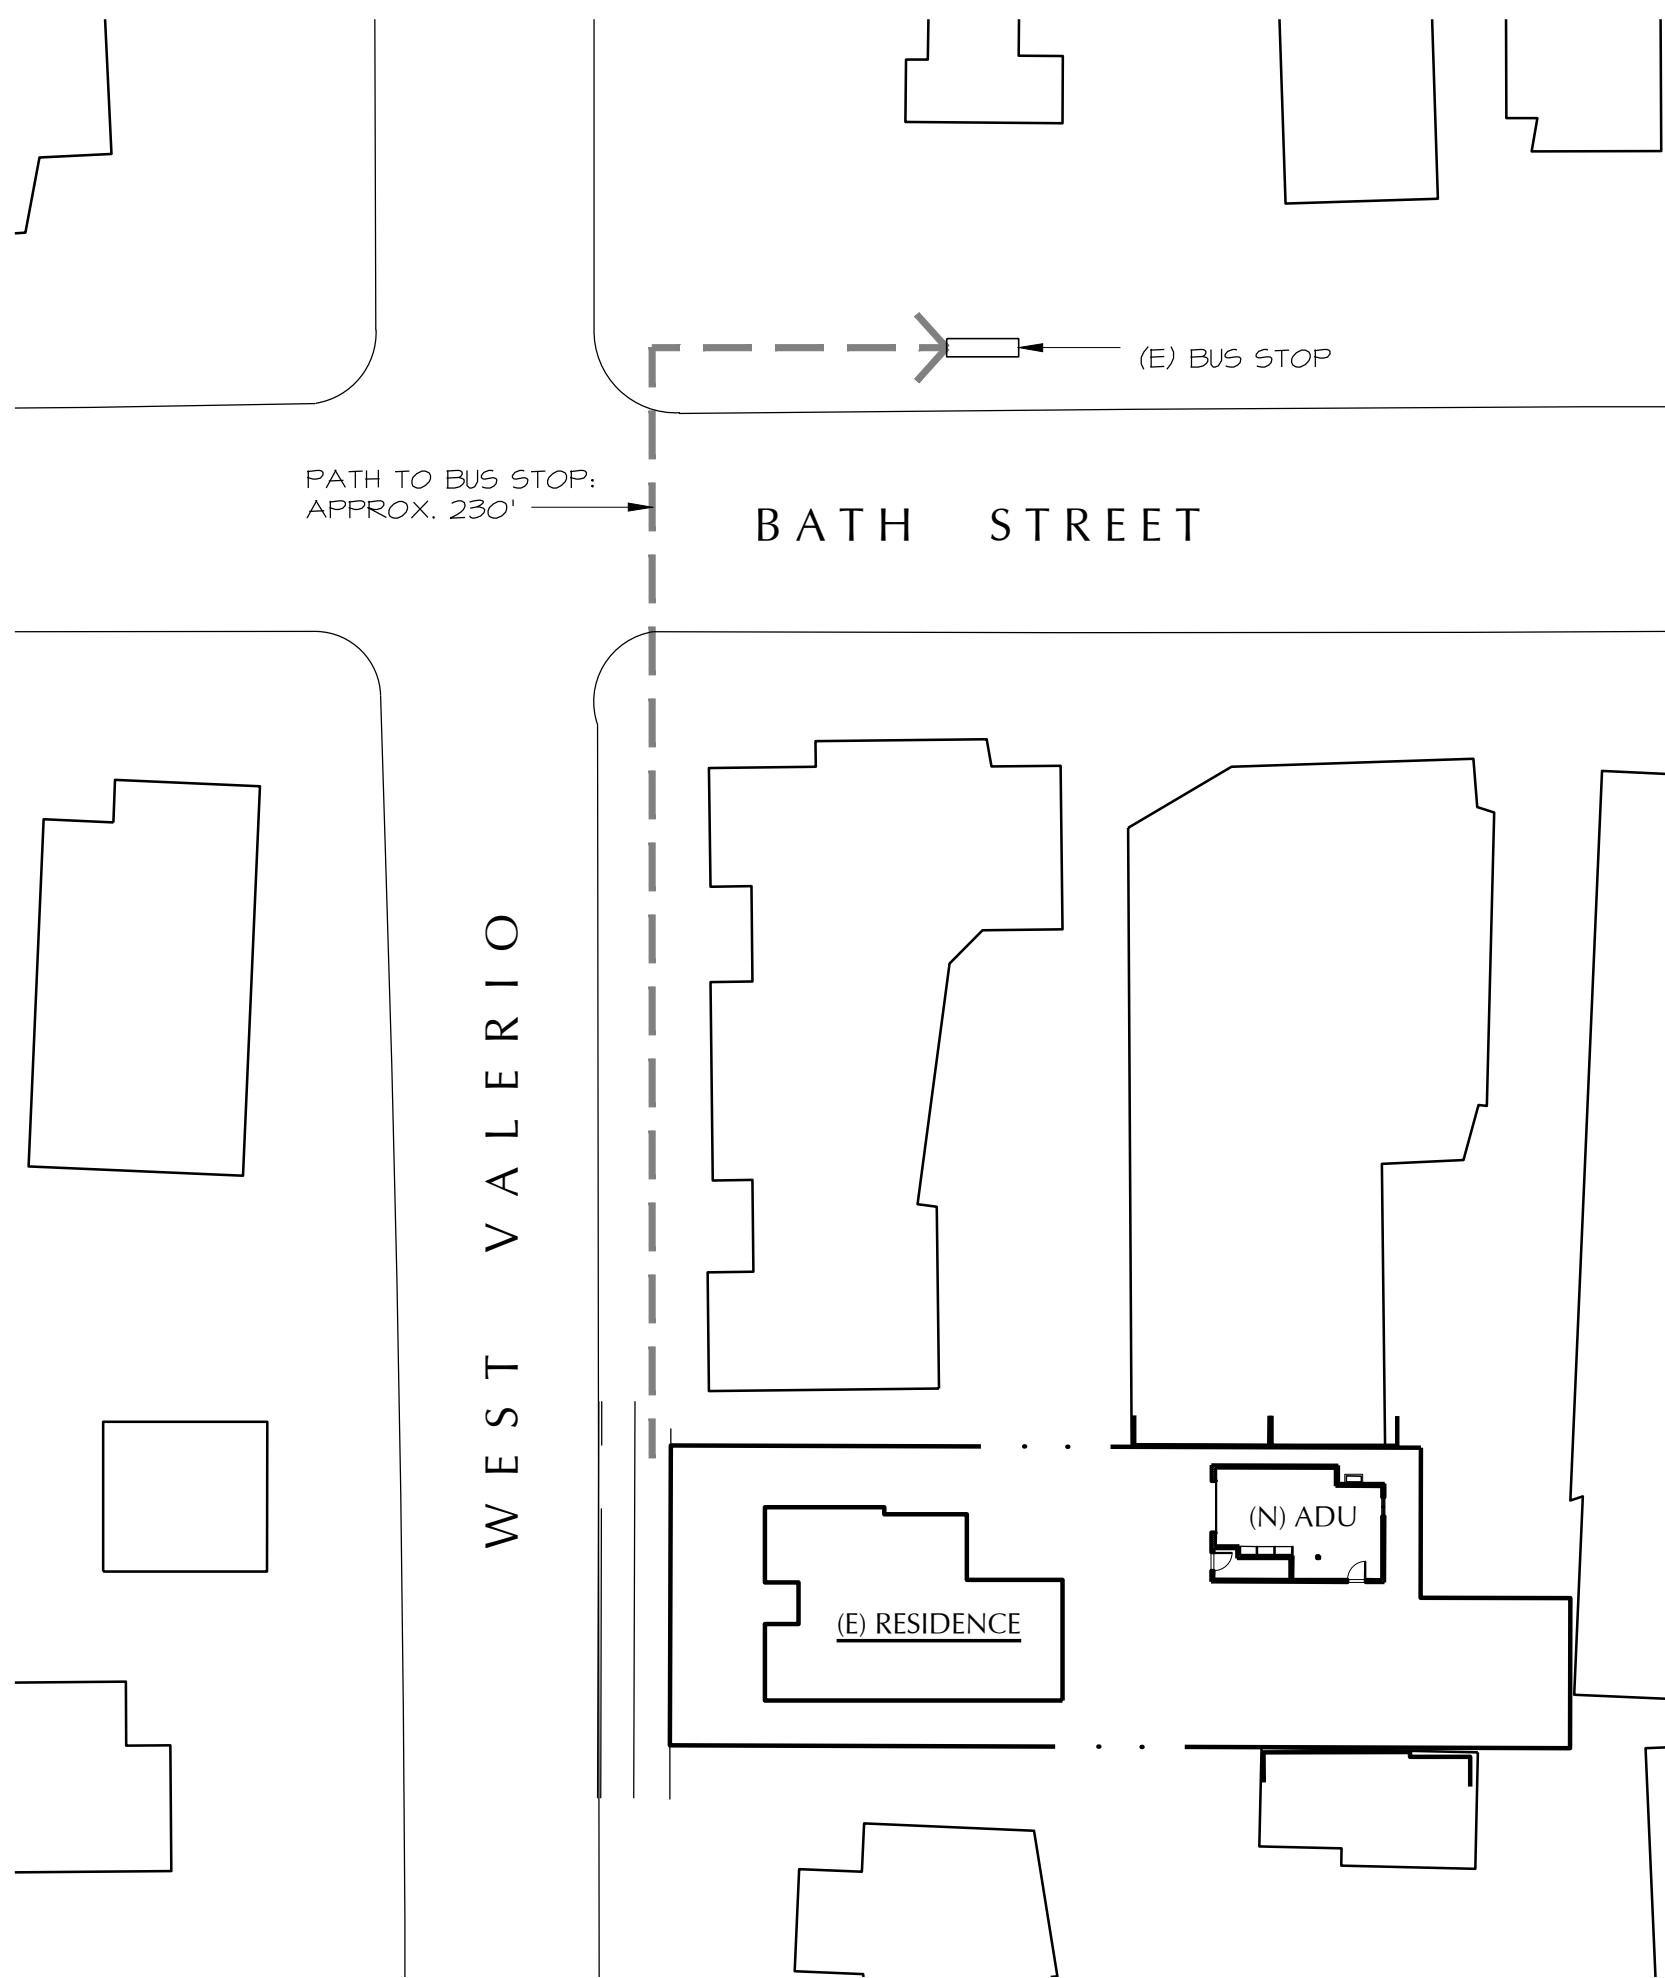 (E) BUS STOP
PATH TO BUS STOP:
APPROX. 230'
BATH STREET
WEST VALERIO
(N) ADU
(E) RESIDENCE